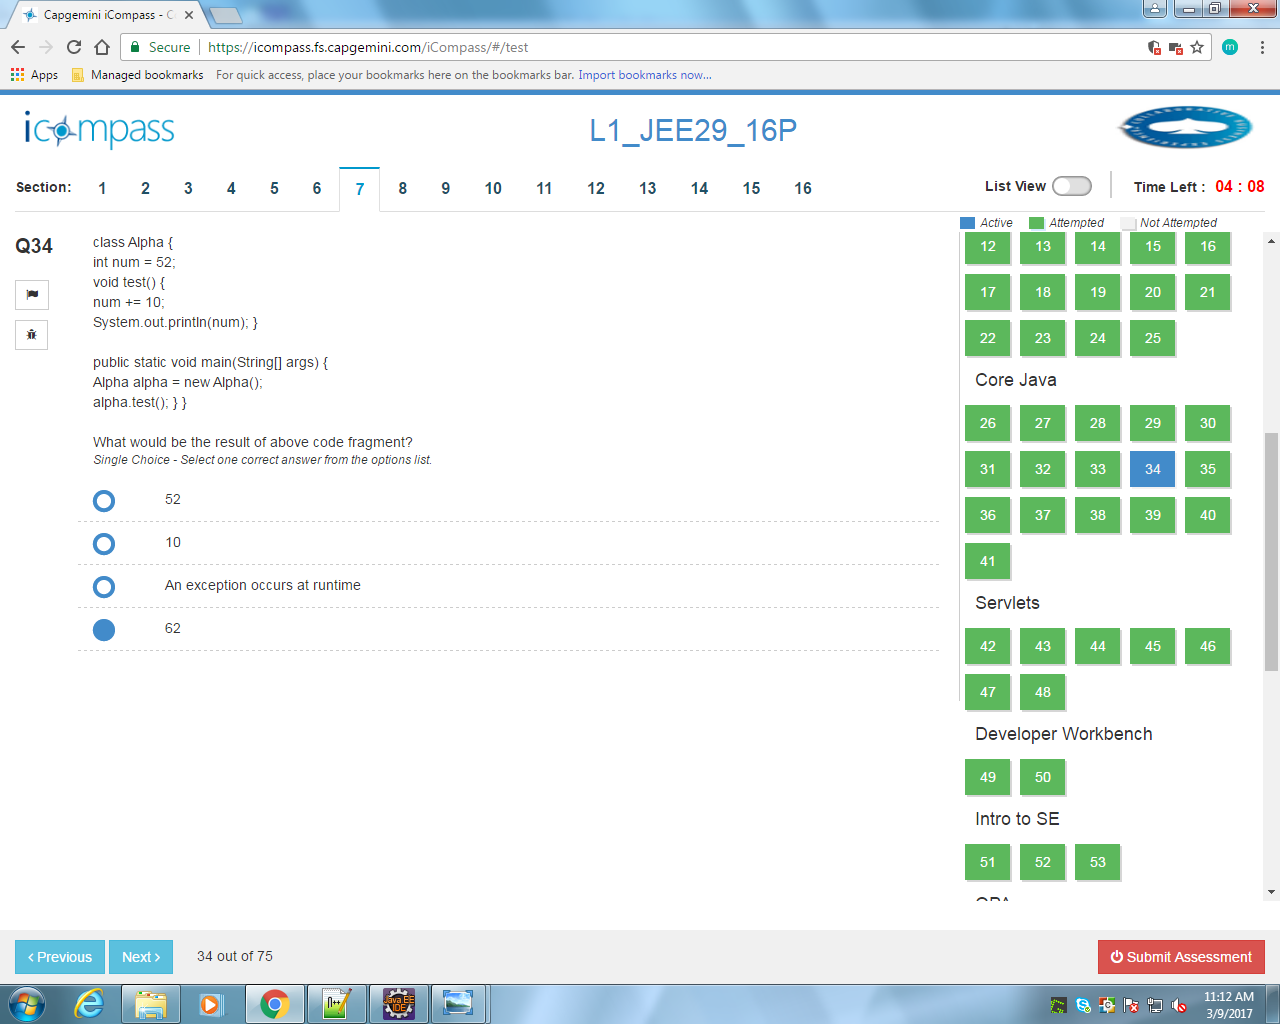 Capgemini iCompass - C
Secure
https://icompass.fs.capgemini.com/iCompass/#/test
m
Apps
Managed bookmarks
For quick access, place your bookmarks here on the bookmarks bar. Import bookmarks now...
icompass
L1_JEE29_16P
Section: 1 2 3 4 5 6 7 8 9 10 11 12 13 14 15 16
List View
Time Left : 04 : 08
Active Attempted Not Attempted
Q34
class Alpha {
int num = 52;
void test() {
num += 10;
System.out.println(num); }
public static void main(String[] args) {
Alpha alpha = new Alpha();
alpha.test(); } }
What would be the result of above code fragment?
Single Choice - Select one correct answer from the options list.
52
10
An exception occurs at runtime
62
12 13 14 15 16
17 18 19 20 21
22 23 24 25
Core Java
26 27 28 29 30
31 32 33 34 35
36 37 38 39 40
41
Servlets
42 43 44 45 46
47 48
Developer Workbench
49 50
Intro to SE
51 52 53
‹ Previous
Next ›
34 out of 75
Submit Assessment
Java EE
IDE
11:12 AM
3/9/2017